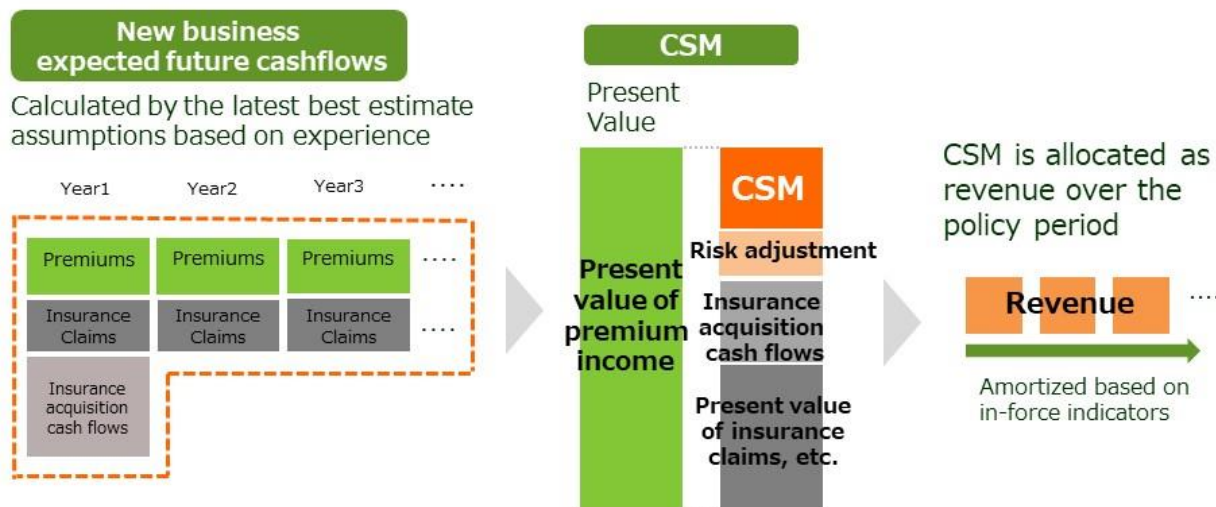 New business
expected future cashflows
Calculated by the latest best estimate
assumptions based on experience
Year1 Year2 Year3 ....
Premiums Premiums Premiums ....
Insurance Claims Insurance Claims Insurance Claims ....
Insurance
acquisition
cash flows
CSM
Present
Value
Present
value of
premium
income
CSM
Risk adjustment
Insurance
acquisition
cash flows
Present value
of insurance
claims, etc.
CSM is allocated as
revenue over the
policy period
Revenue ....
Amortized based on
in-force indicators